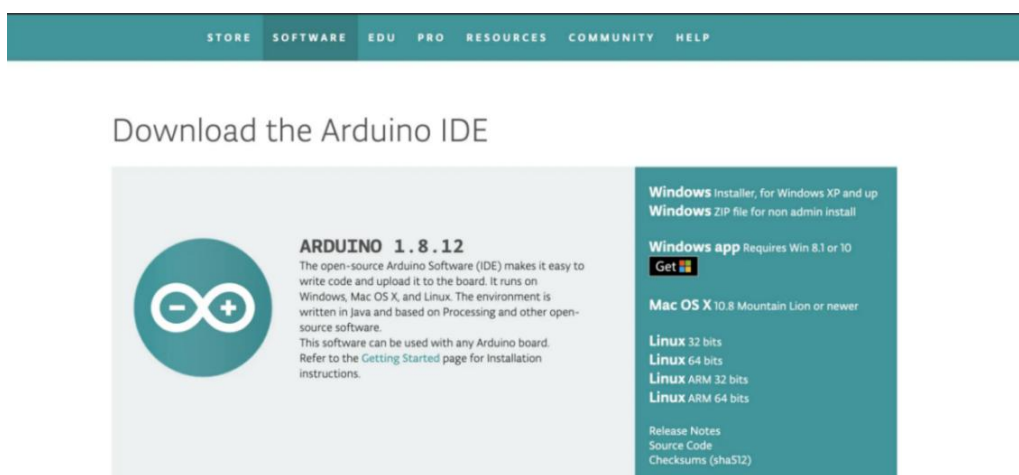 STORE SOFTWARE EDU PRO RESOURCES COMMUNITY HELP
Download the Arduino IDE
ARDUINO 1.8.12
The open-source Arduino Software (IDE) makes it easy to
write code and upload it to the board. It runs on
Windows, Mac OS X, and Linux. The environment is
written in Java and based on Processing and other open-
source software.
This software can be used with any Arduino board.
Refer to the Getting Started page for Installation
instructions.
Windows Installer, for Windows XP and up
Windows ZIP file for non admin install
Windows app Requires Win 8.1 or 10
Get
Mac OS X 10.8 Mountain Lion or newer
Linux 32 bits
Linux 64 bits
Linux ARM 32 bits
Linux ARM 64 bits
Release Notes
Source Code
Checksums (sha512)